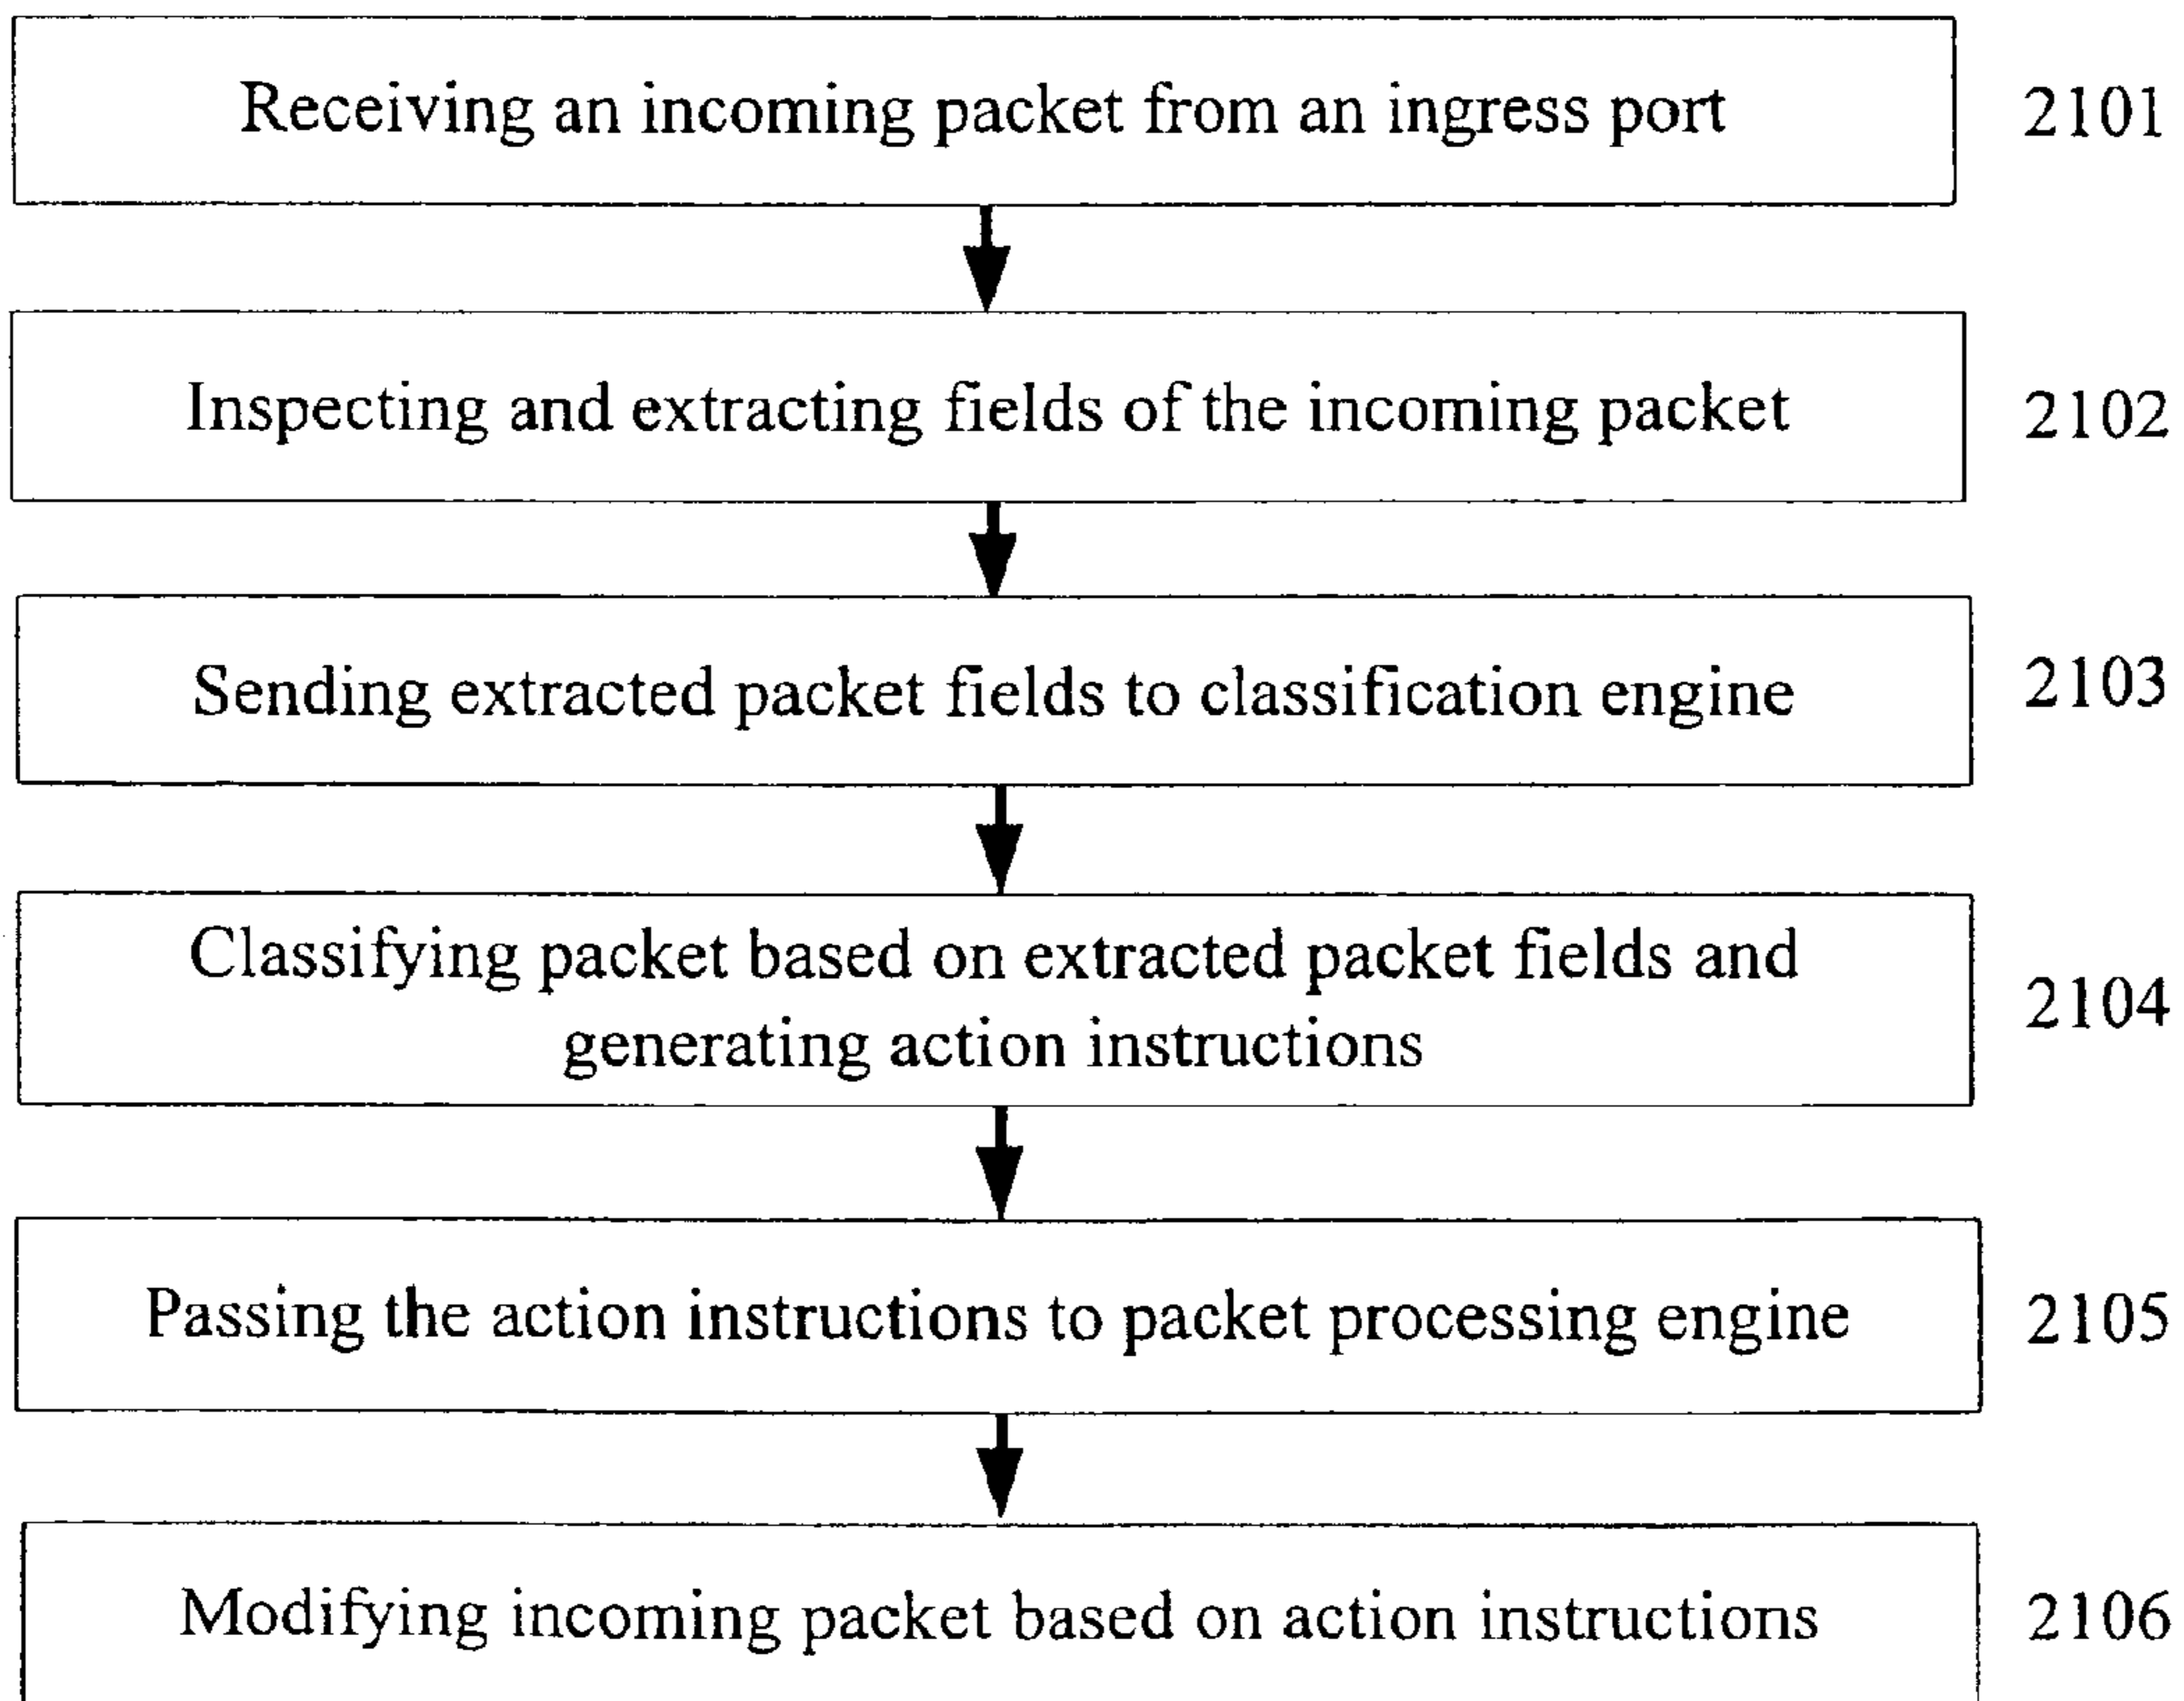 Receiving an incoming packet from an ingress port 2101
Inspecting and extracting fields of the incoming packet 2102
Sending extracted packet fields to classification engine 2103
Classifying packet based on extracted packet fields and
generating action instructions 2104
Passing the action instructions to packet processing engine 2105
Modifying incoming packet based on action instructions 2106